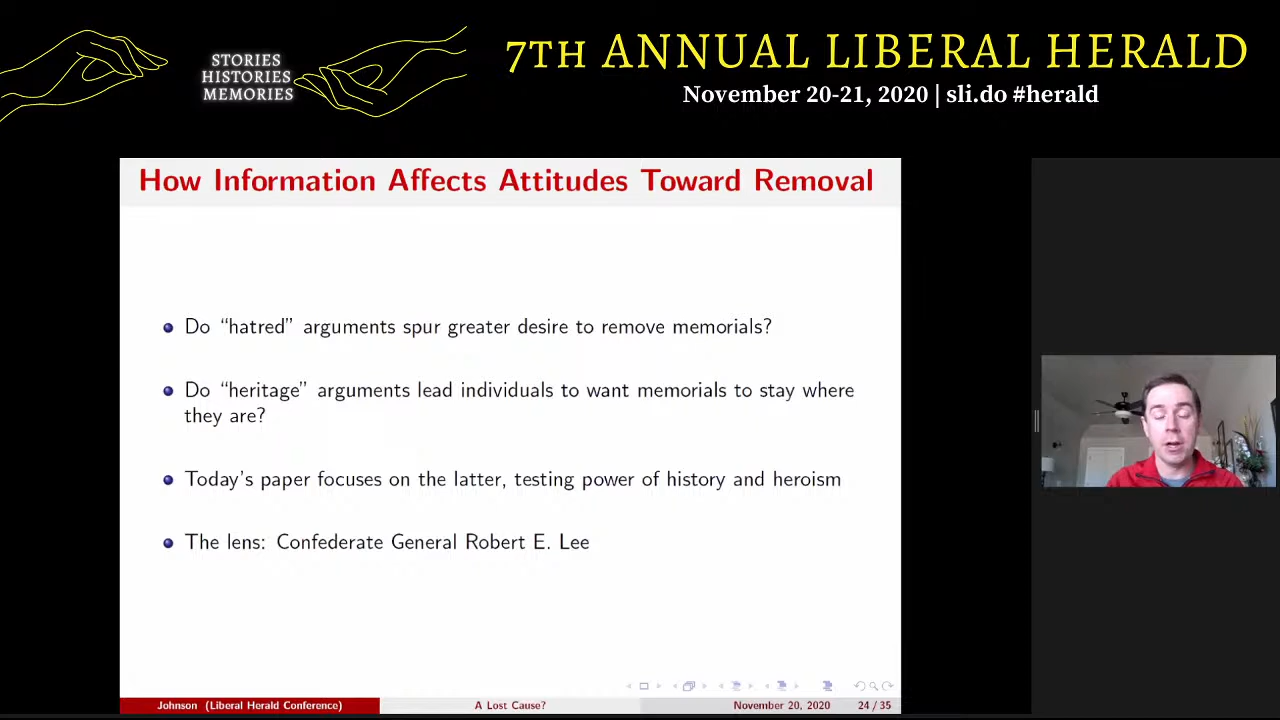 STORIES
HISTORIES
MEMORIES
7TH ANNUAL LIBERAL HERALD
November 20-21, 2020 | sli.do #herald
How Information Affects Attitudes Toward Removal
Do “hatred” arguments spur greater desire to remove memorials?
Do “heritage” arguments lead individuals to want memorials to stay where
they are?
Today's paper focuses on the latter, testing power of history and heroism
The lens: Confederate General Robert E. Lee
Johnson (Liberal Herald Conference)
A Lost Cause?
November 20, 2020
24 / 35